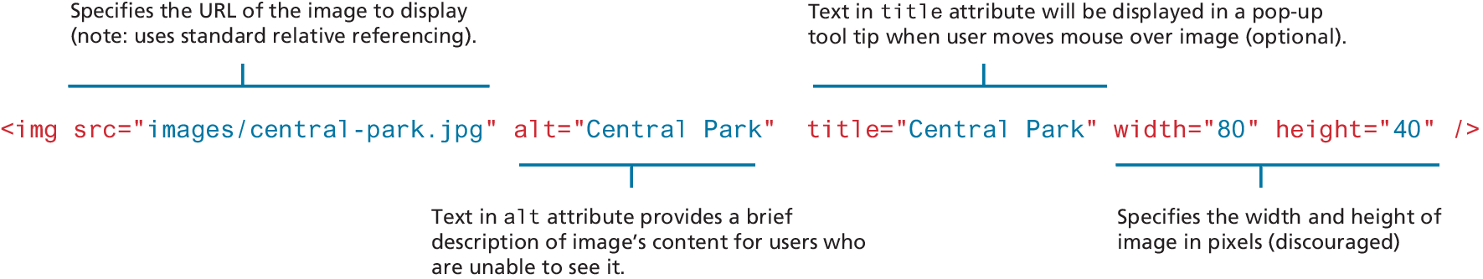 Specifies the URL of the image to display
(note: uses standard relative referencing).
Text in title attribute will be displayed in a pop-up
tool tip when user moves mouse over image (optional).
<img src="images/central-park.jpg" alt="Central Park" title="Central Park" width="80" height="40" />
Text in alt attribute provides a brief
description of image’s content for users who
are unable to see it.
Specifies the width and height of
image in pixels (discouraged)